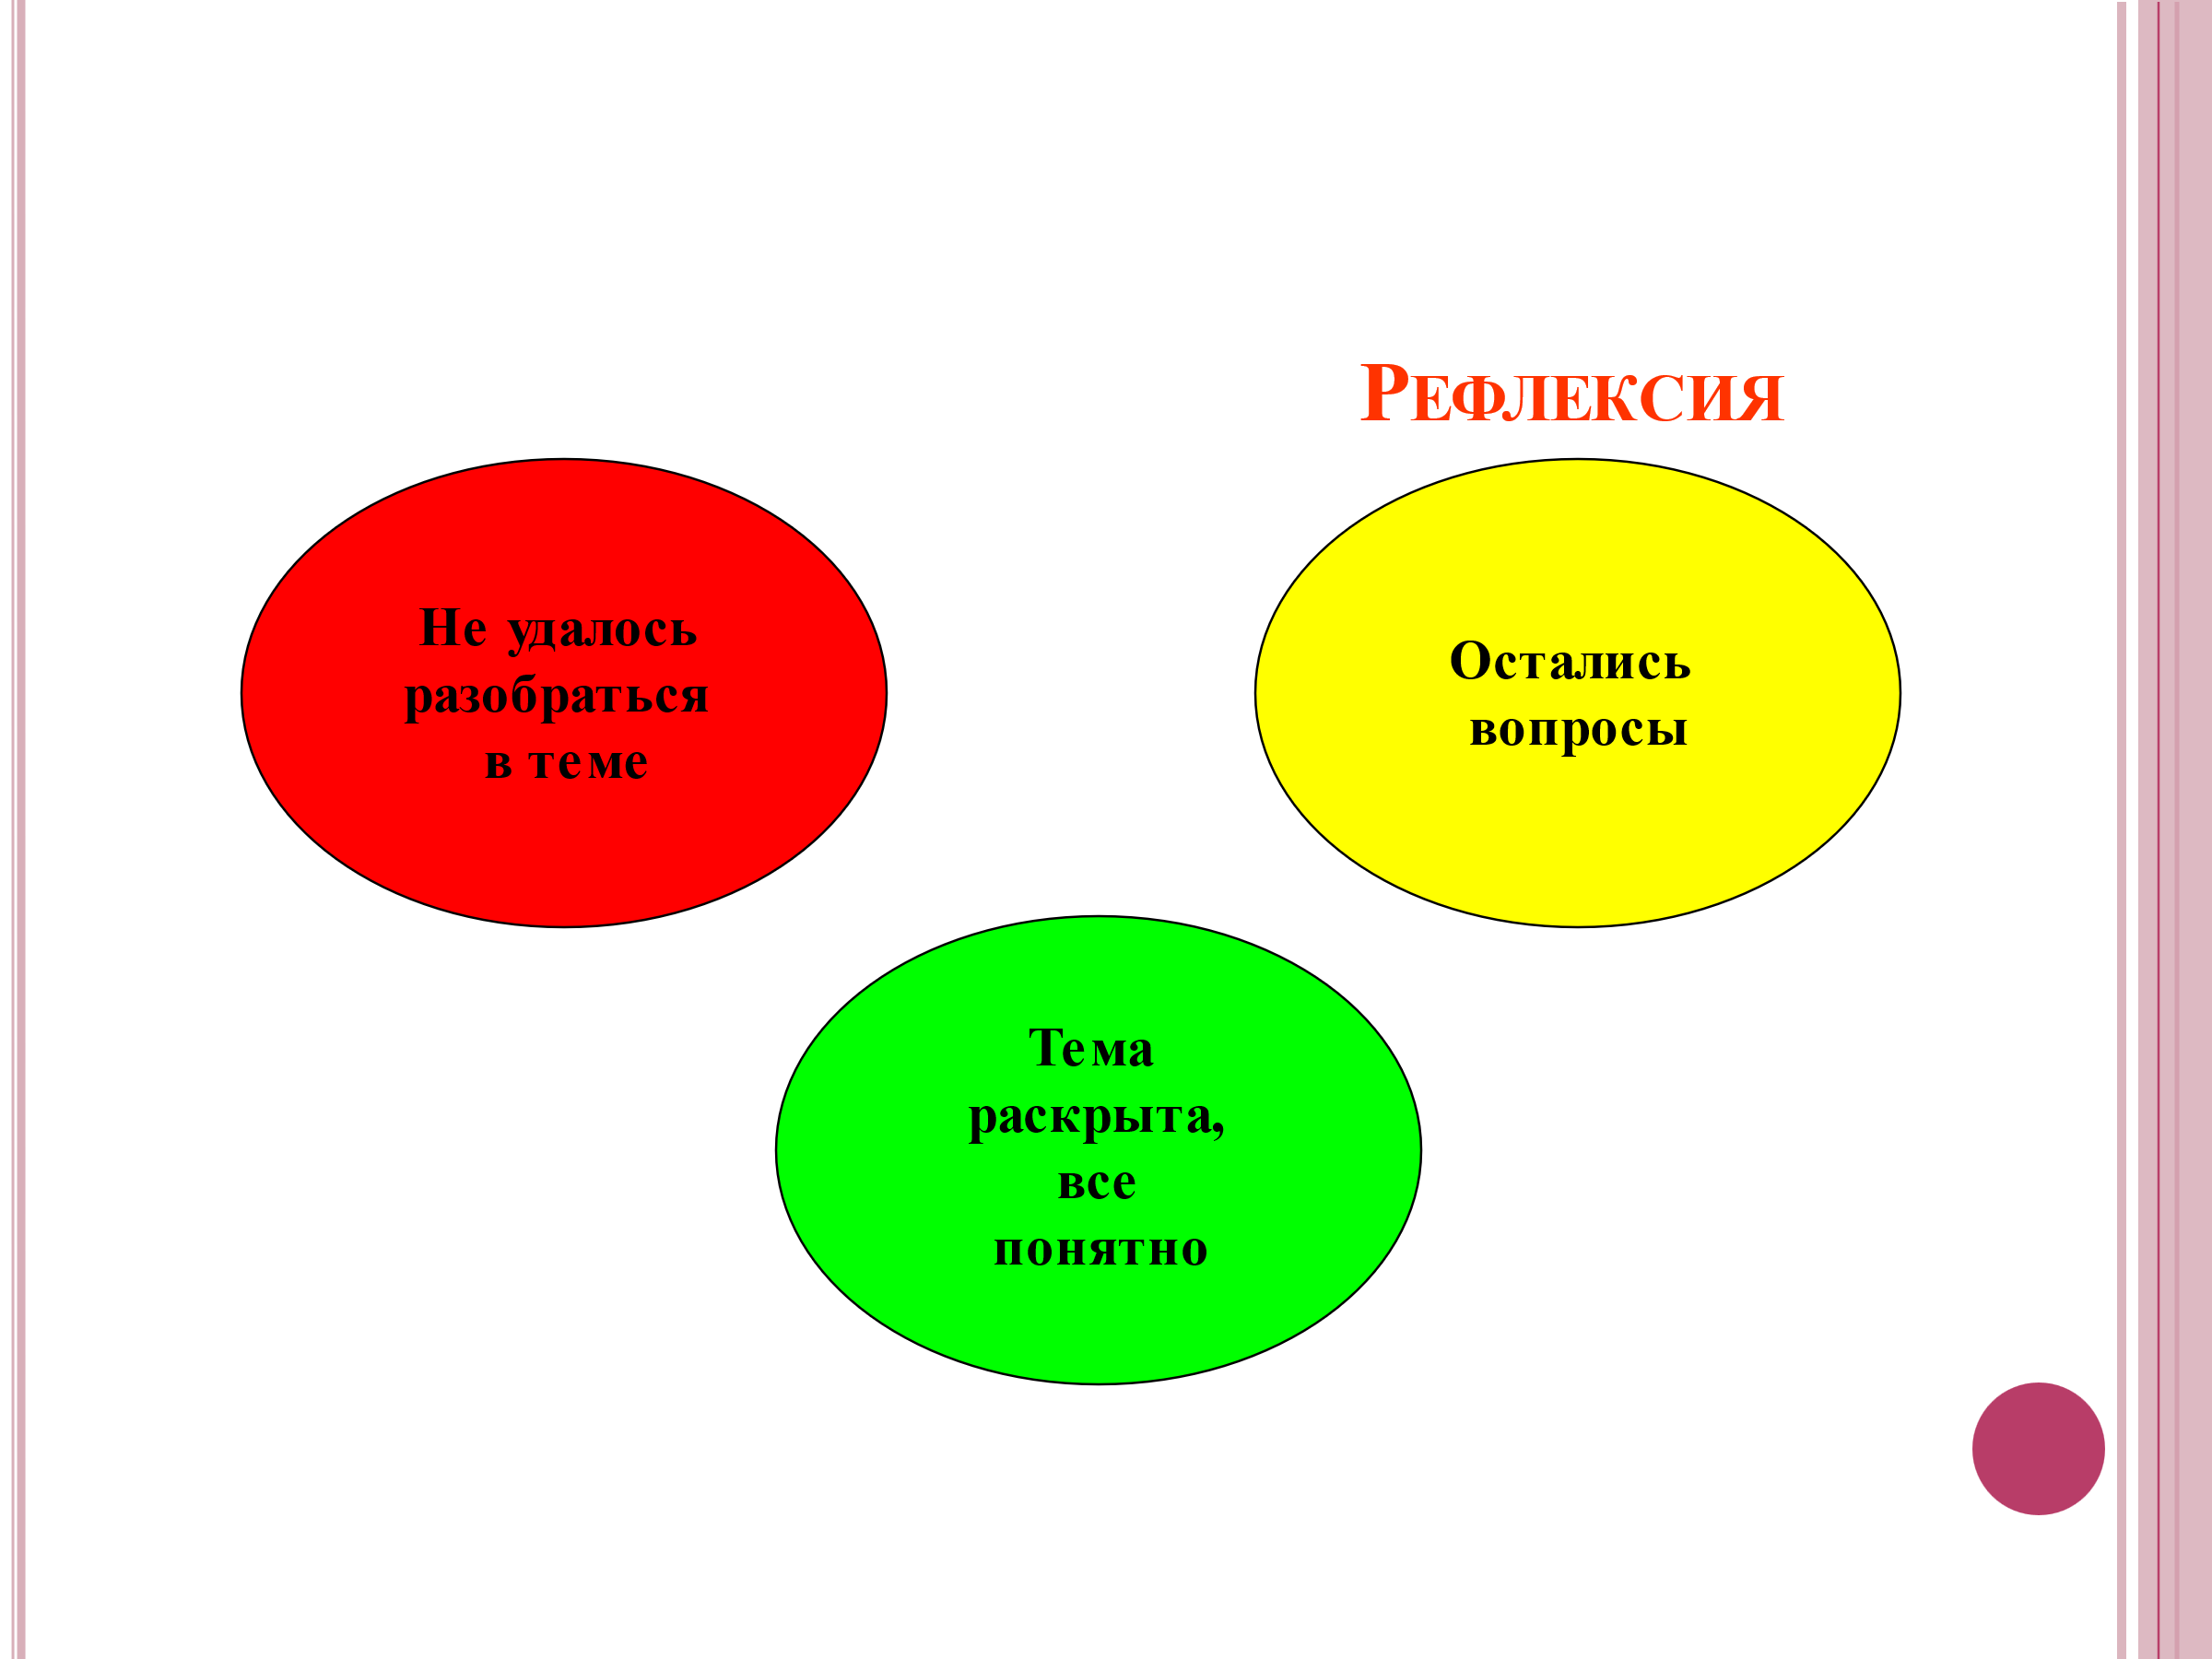 Рефлексия
Не удалось
разобраться
в теме
Остались
вопросы
Тема
раскрыта,
все
понятно